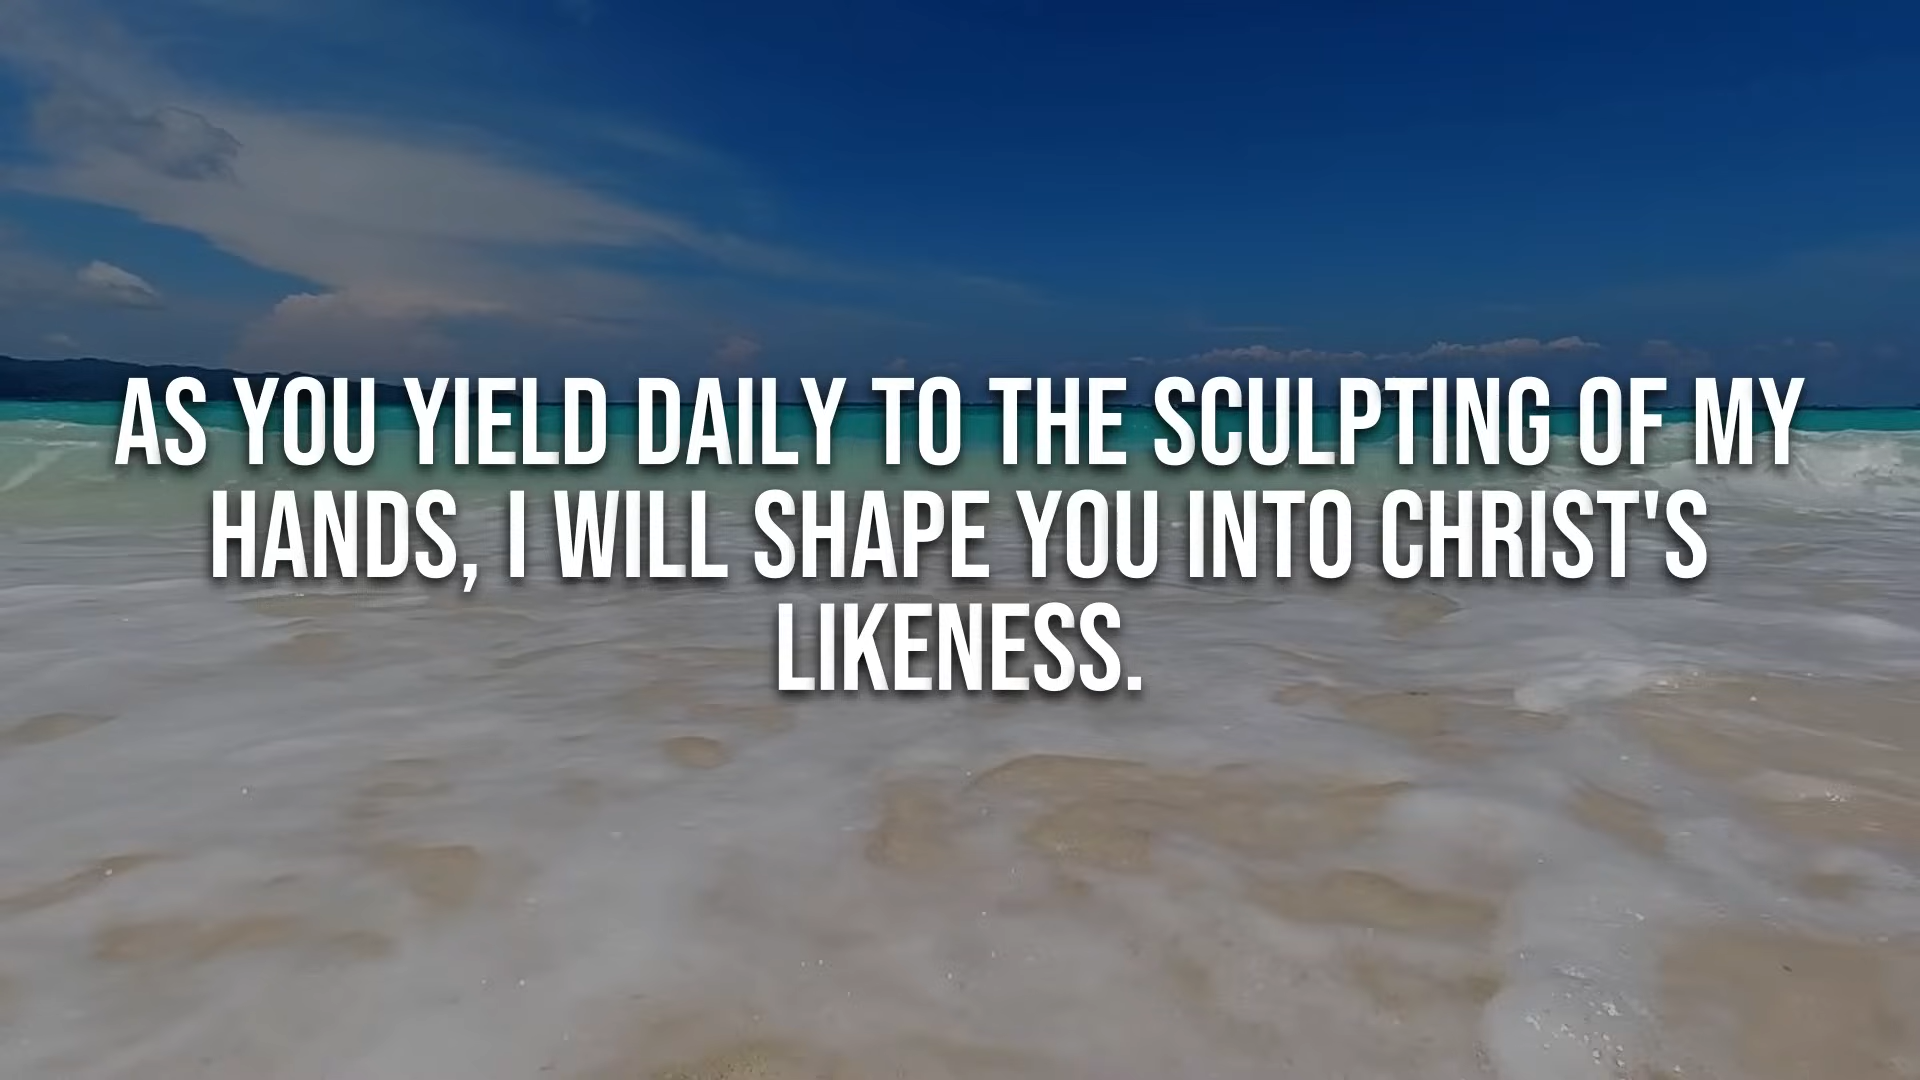 AS YOU YIELD DAILY TO THE SCULPTING OF MY
HANDS, I WILL SHAPE YOU INTO CHRIST'S
LIKENESS.